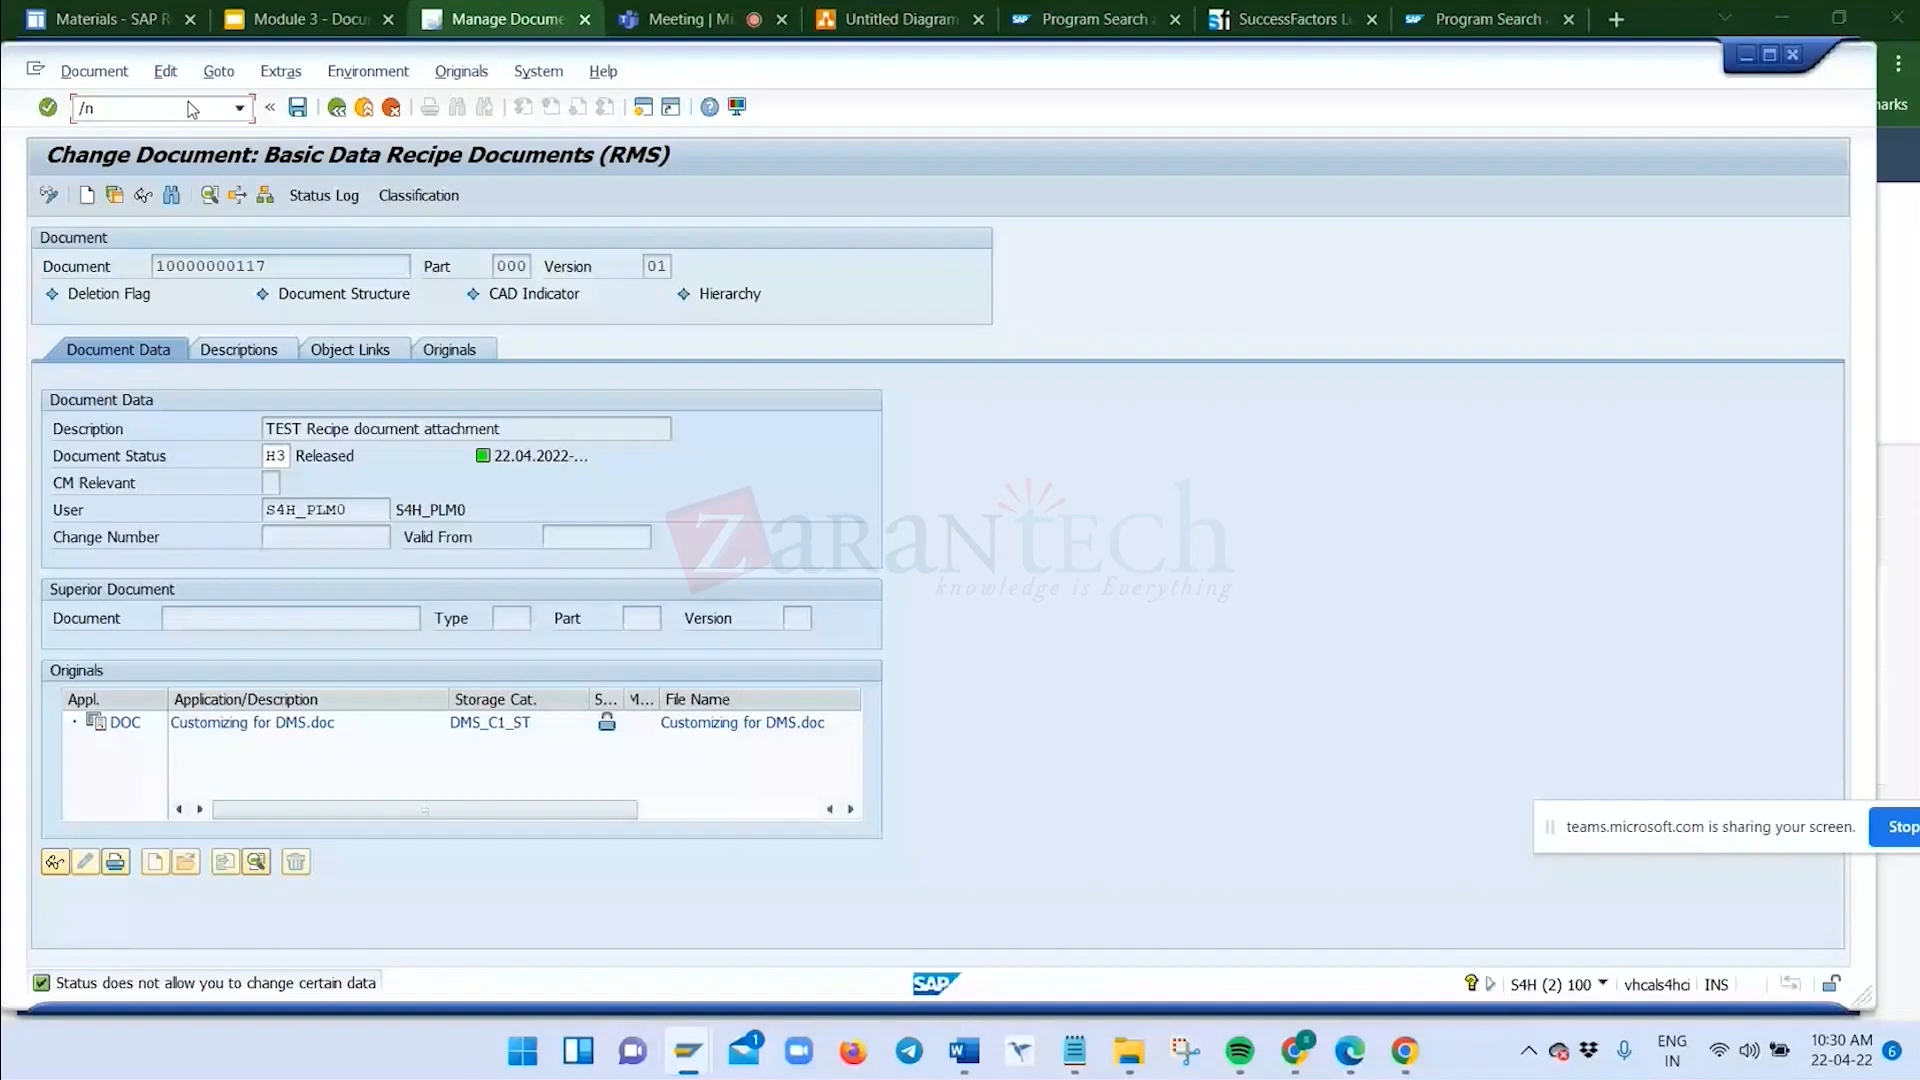 Materials - SAP R
Module 3 - Docu
Manage Docume
Meeting | Mi
Untitled Diagram
Program Search
SuccessFactors L
Program Search
Document Edit Goto Extras Environment Originals System Help
arks
/n
Change Document: Basic Data Recipe Documents (RMS)
Status Log Classification
Document
Document 10000000117 Part 000 Version 01
Deletion Flag Document Structure CAD Indicator Hierarchy
Document Data Descriptions Object Links Originals
Document Data
Description TEST Recipe document attachment
Document Status H3 Released 22.04.2022-...
CM Relevant
User S4H_PLM0 S4H_PLM0
Change Number Valid From
ZaranTech
knowledge is Everything
Superior Document
Document Type Part Version
Originals
Appl. Application/Description Storage Cat. S... M... File Name
DOC Customizing for DMS.doc DMS_C1_ST Customizing for DMS.doc
teams.microsoft.com is sharing your screen. Stop
Status does not allow you to change certain data
SAP
S4H (2) 100 vhcals4hci INS
1
ENG
IN
10:30 AM
22-04-22
6